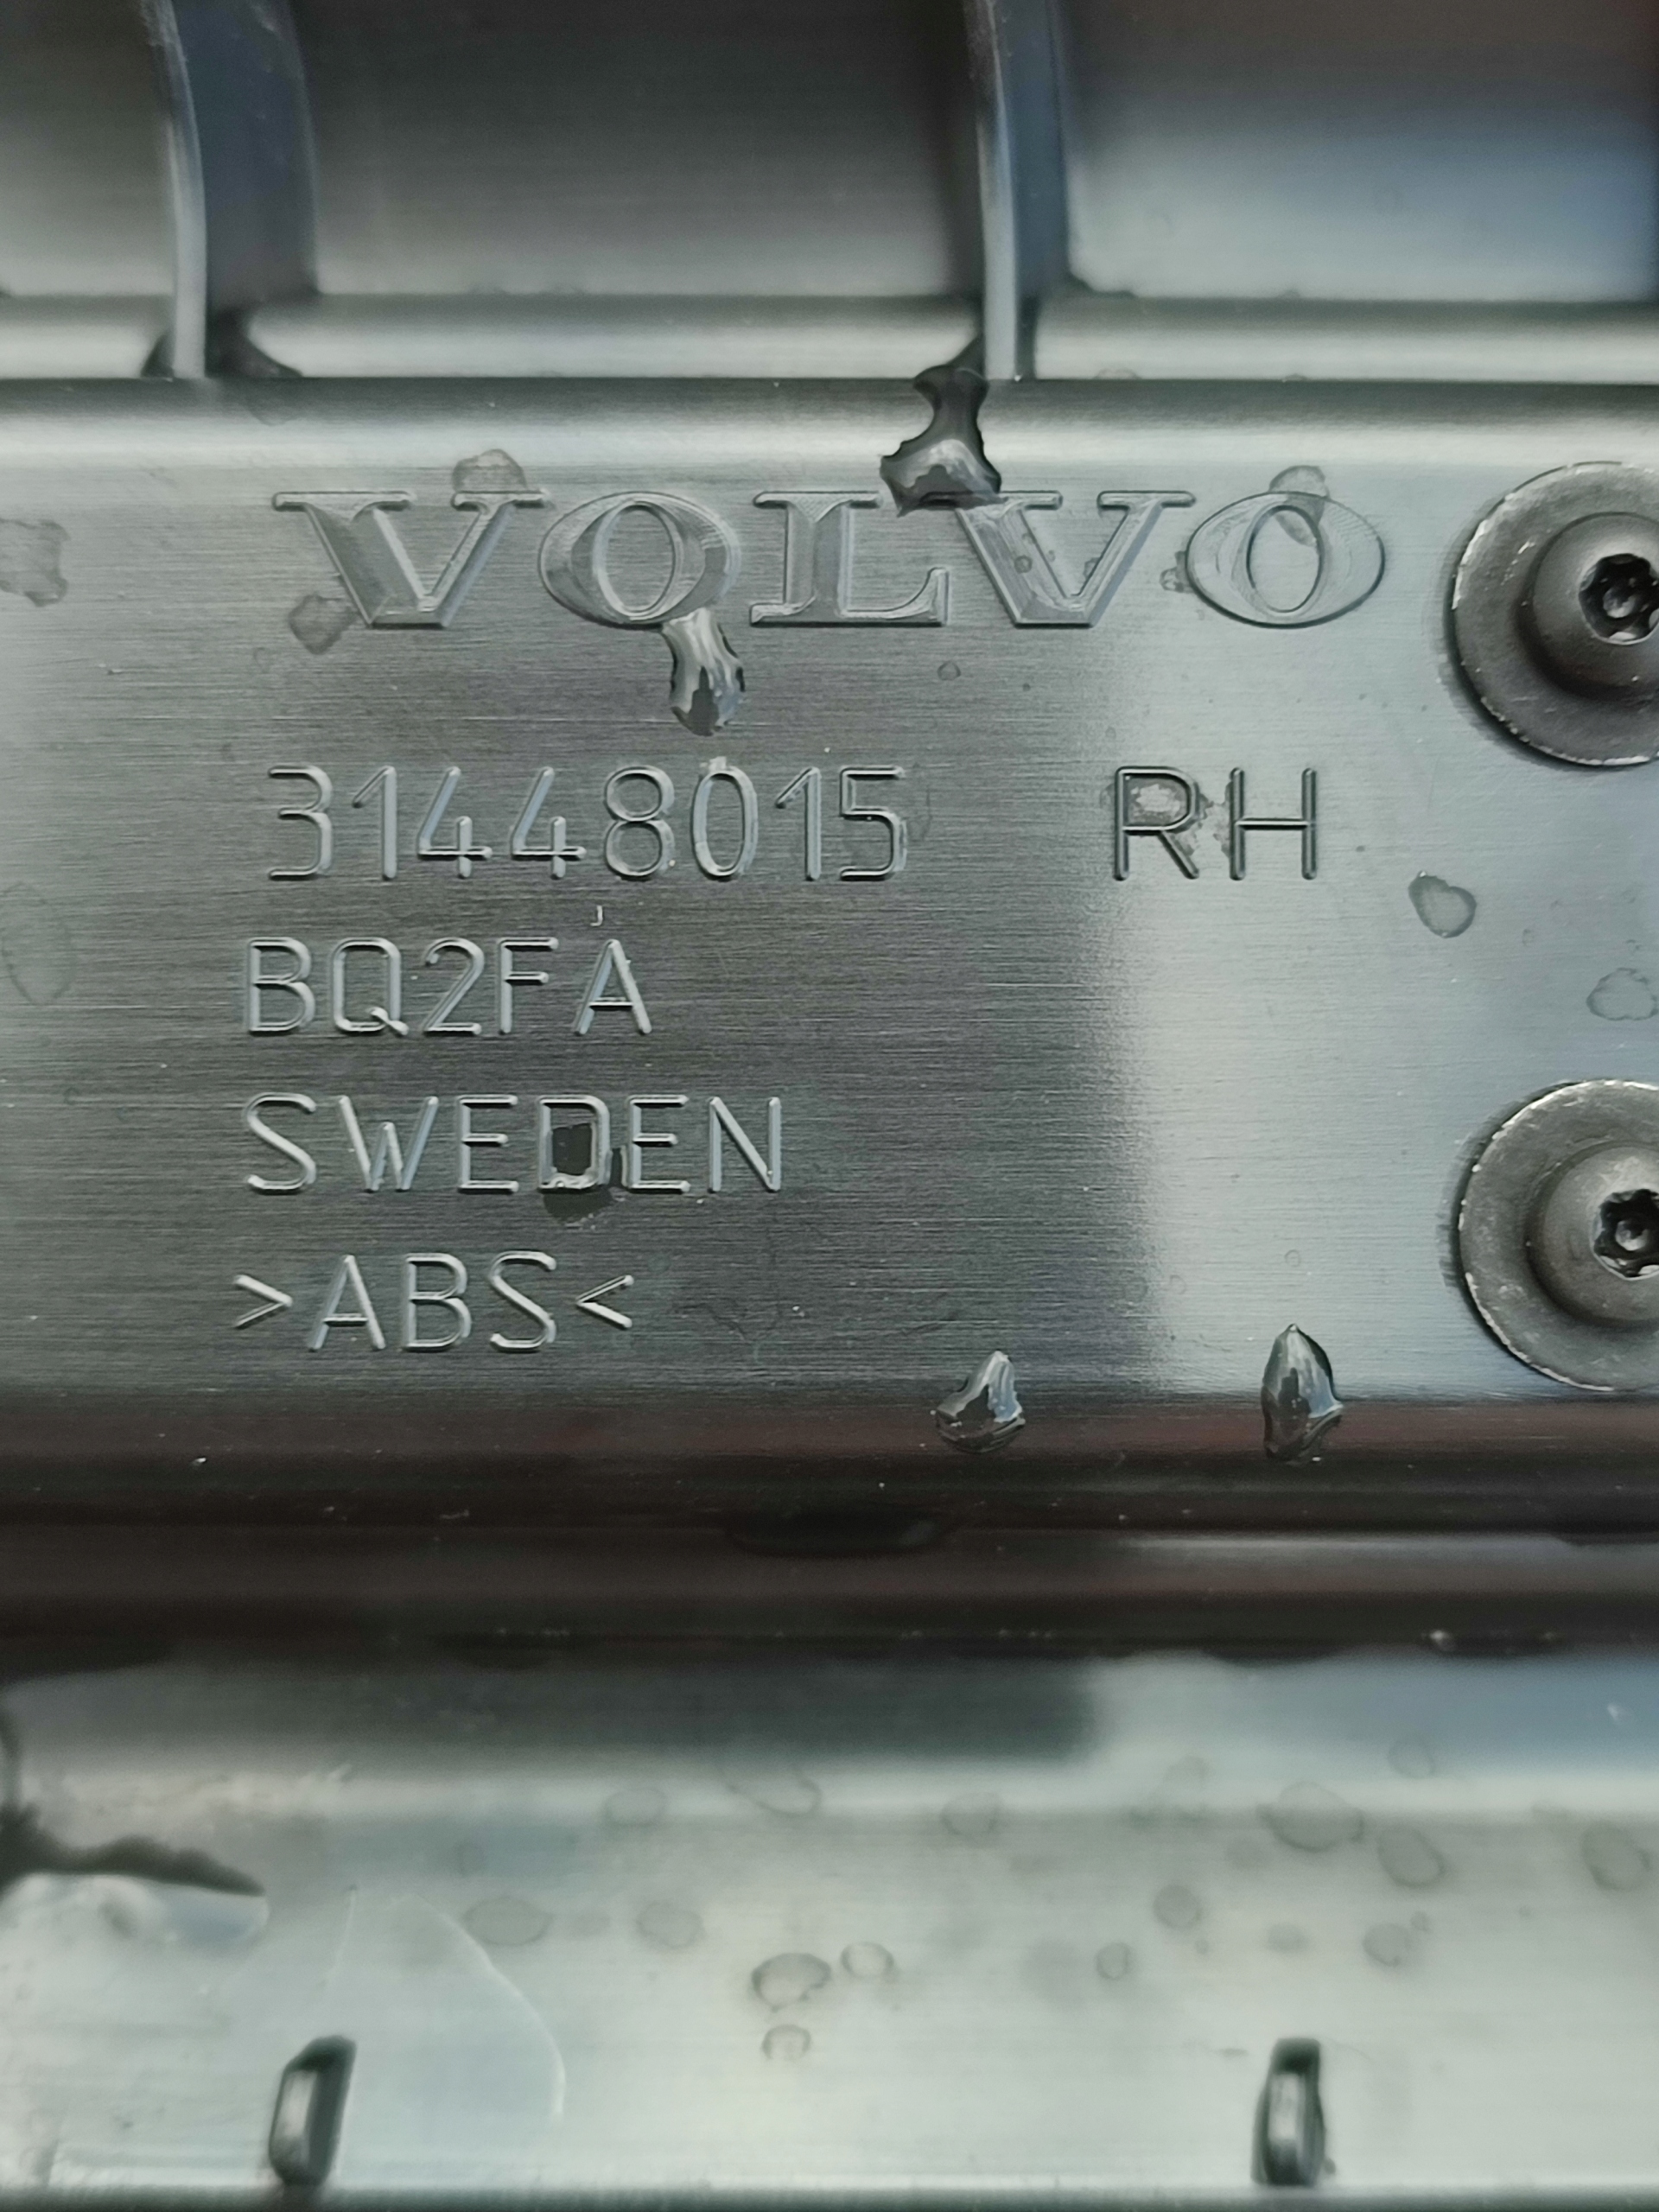 VOLVO
31448015 RH
BQ2FA
SWEDEN
>ABS<